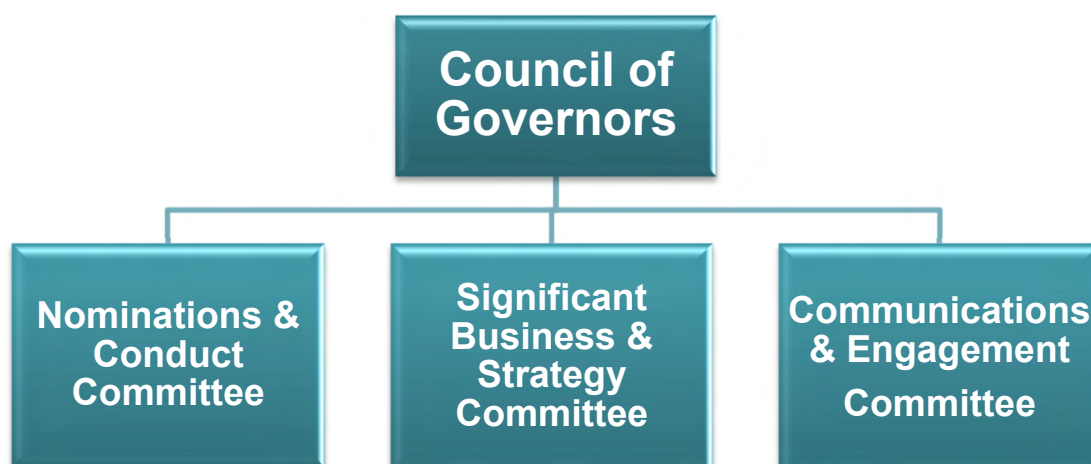 Council of
Governors
Nominations &
Conduct
Committee
Significant
Business &
Strategy
Committee
Communications
& Engagement
Committee